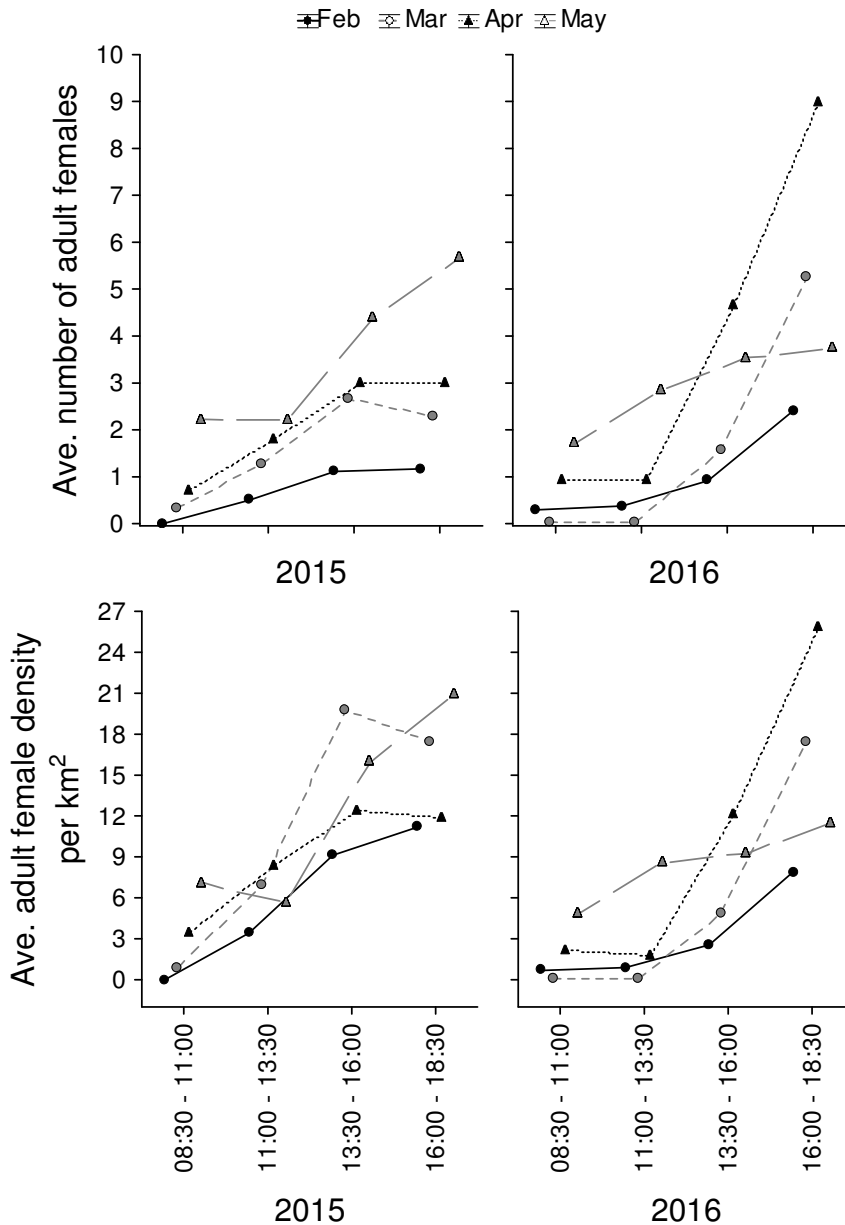 Feb Mar Apr May
Ave. number of adult females
10
9
8
7
6
5
4
3
2
1
0
2015
2016
Ave. adult female density
per km²
27
24
21
18
15
12
9
6
3
0
08:30 - 11:00
11:00 - 13:30
13:30 - 16:00
16:00 - 18:30
08:30 - 11:00
11:00 - 13:30
13:30 - 16:00
16:00 - 18:30
2015
2016